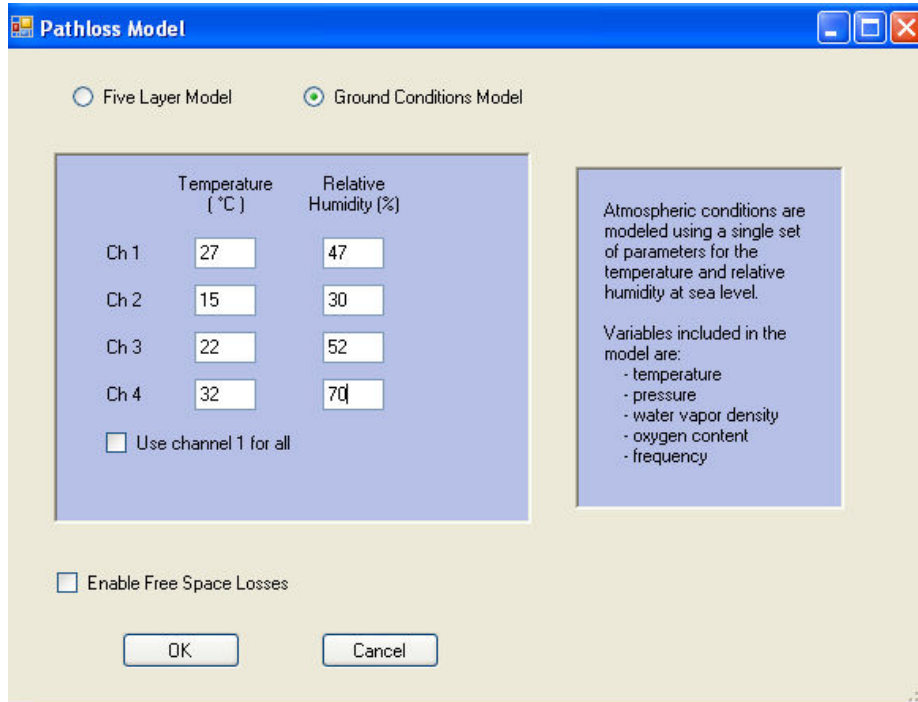 Pathloss Model
Five Layer Model
Ground Conditions Model
Temperature
( °C )
Relative
Humidity (%)
Ch 1
27
47
Ch 2
15
30
Ch 3
22
52
Ch 4
32
70
Use channel 1 for all
Atmospheric conditions are
modeled using a single set
of parameters for the
temperature and relative
humidity at sea level.
Variables included in the
model are:
- temperature
- pressure
- water vapor density
- oxygen content
- frequency
Enable Free Space Losses
OK
Cancel